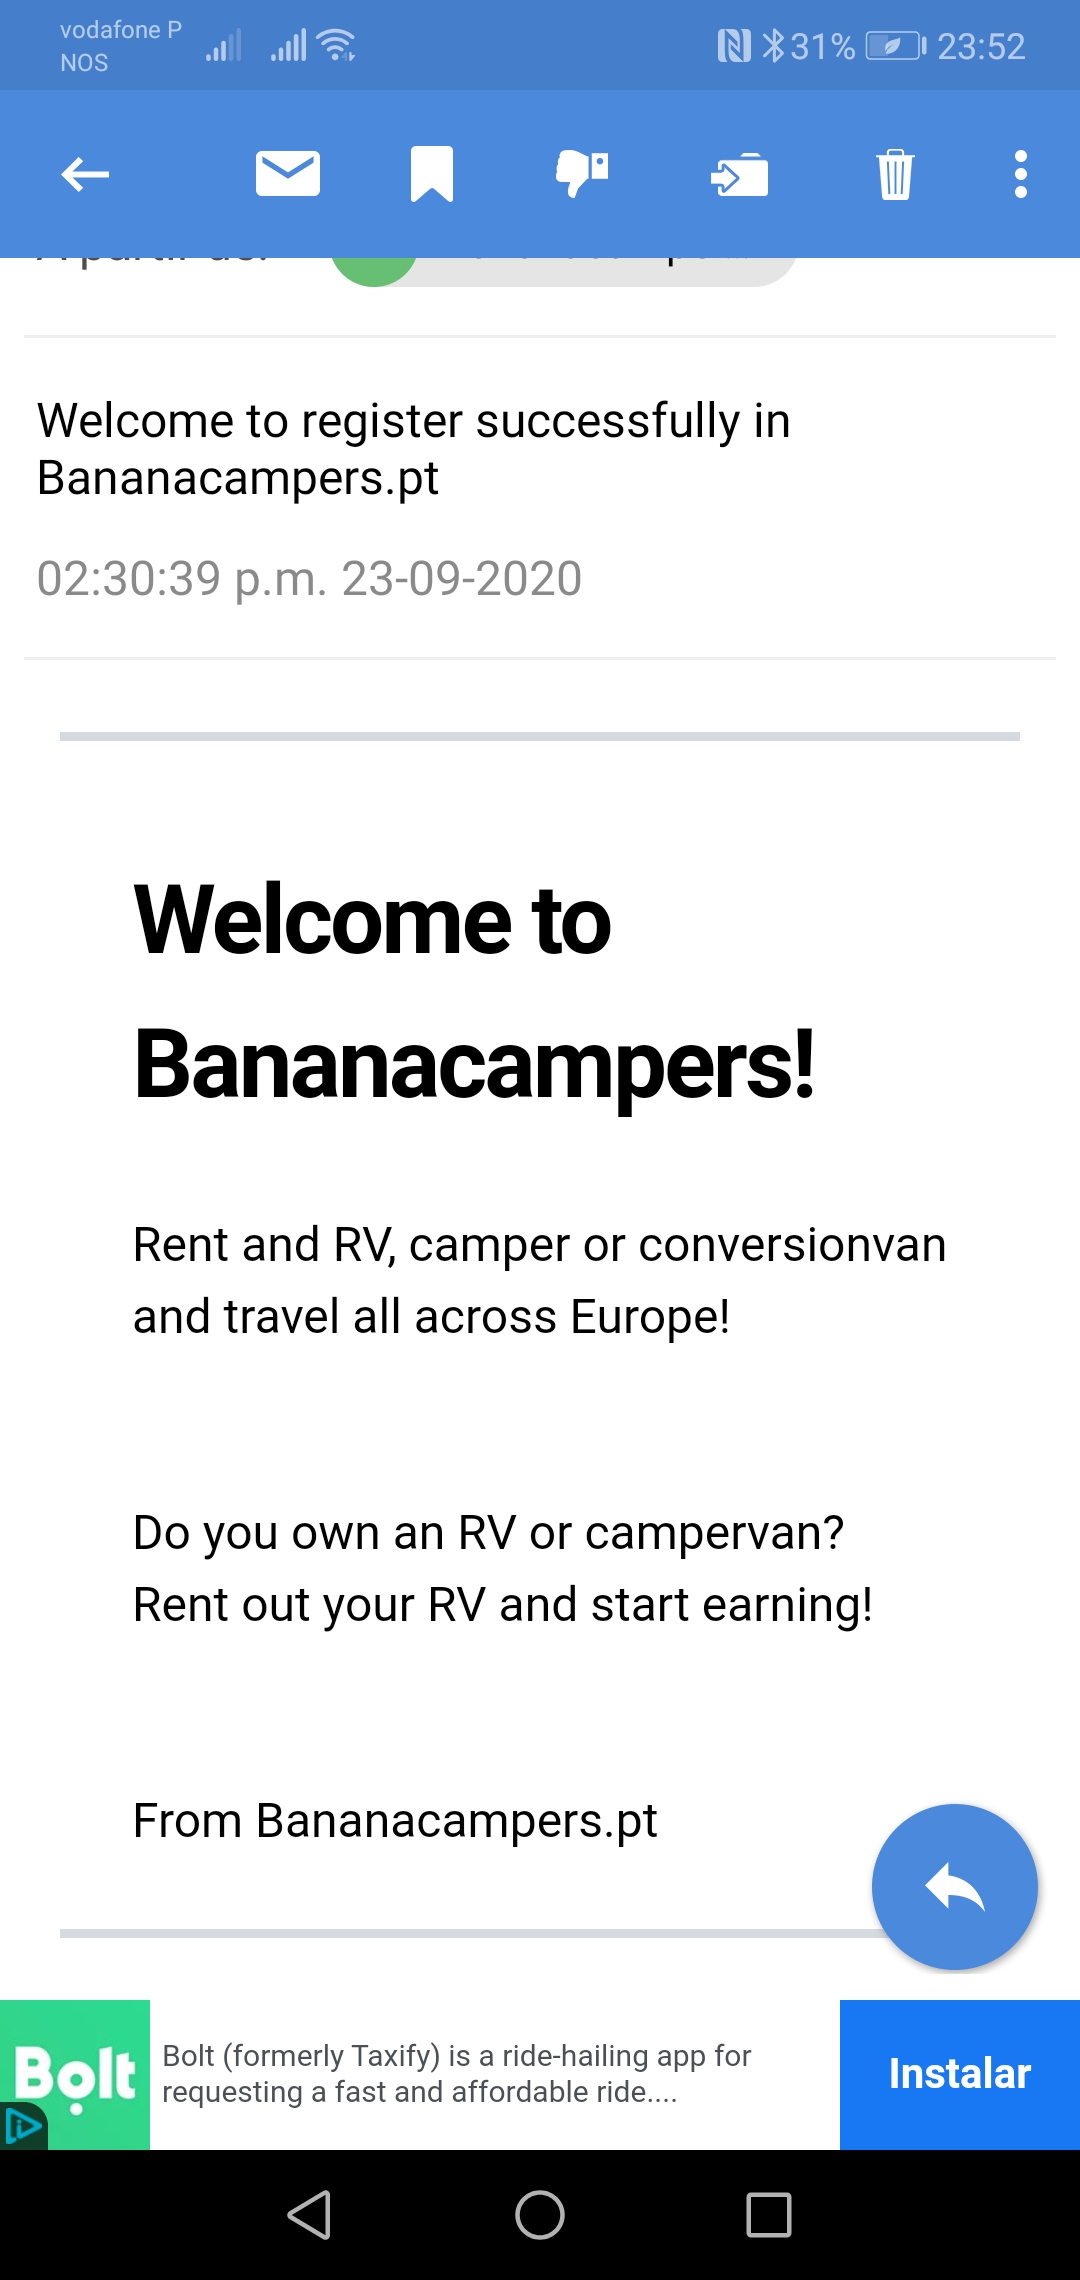 vodafone P
NOS
31%
23:52
Welcome to register successfully in
Bananacampers.pt
02:30:39 p.m. 23-09-2020
Welcome to
Bananacampers!
Rent and RV, camper or conversionvan
and travel all across Europe!
Do you own an RV or campervan?
Rent out your RV and start earning!
From Bananacampers.pt
Bolt
Bolt (formerly Taxify) is a ride-hailing app for
requesting a fast and affordable ride....
Instalar